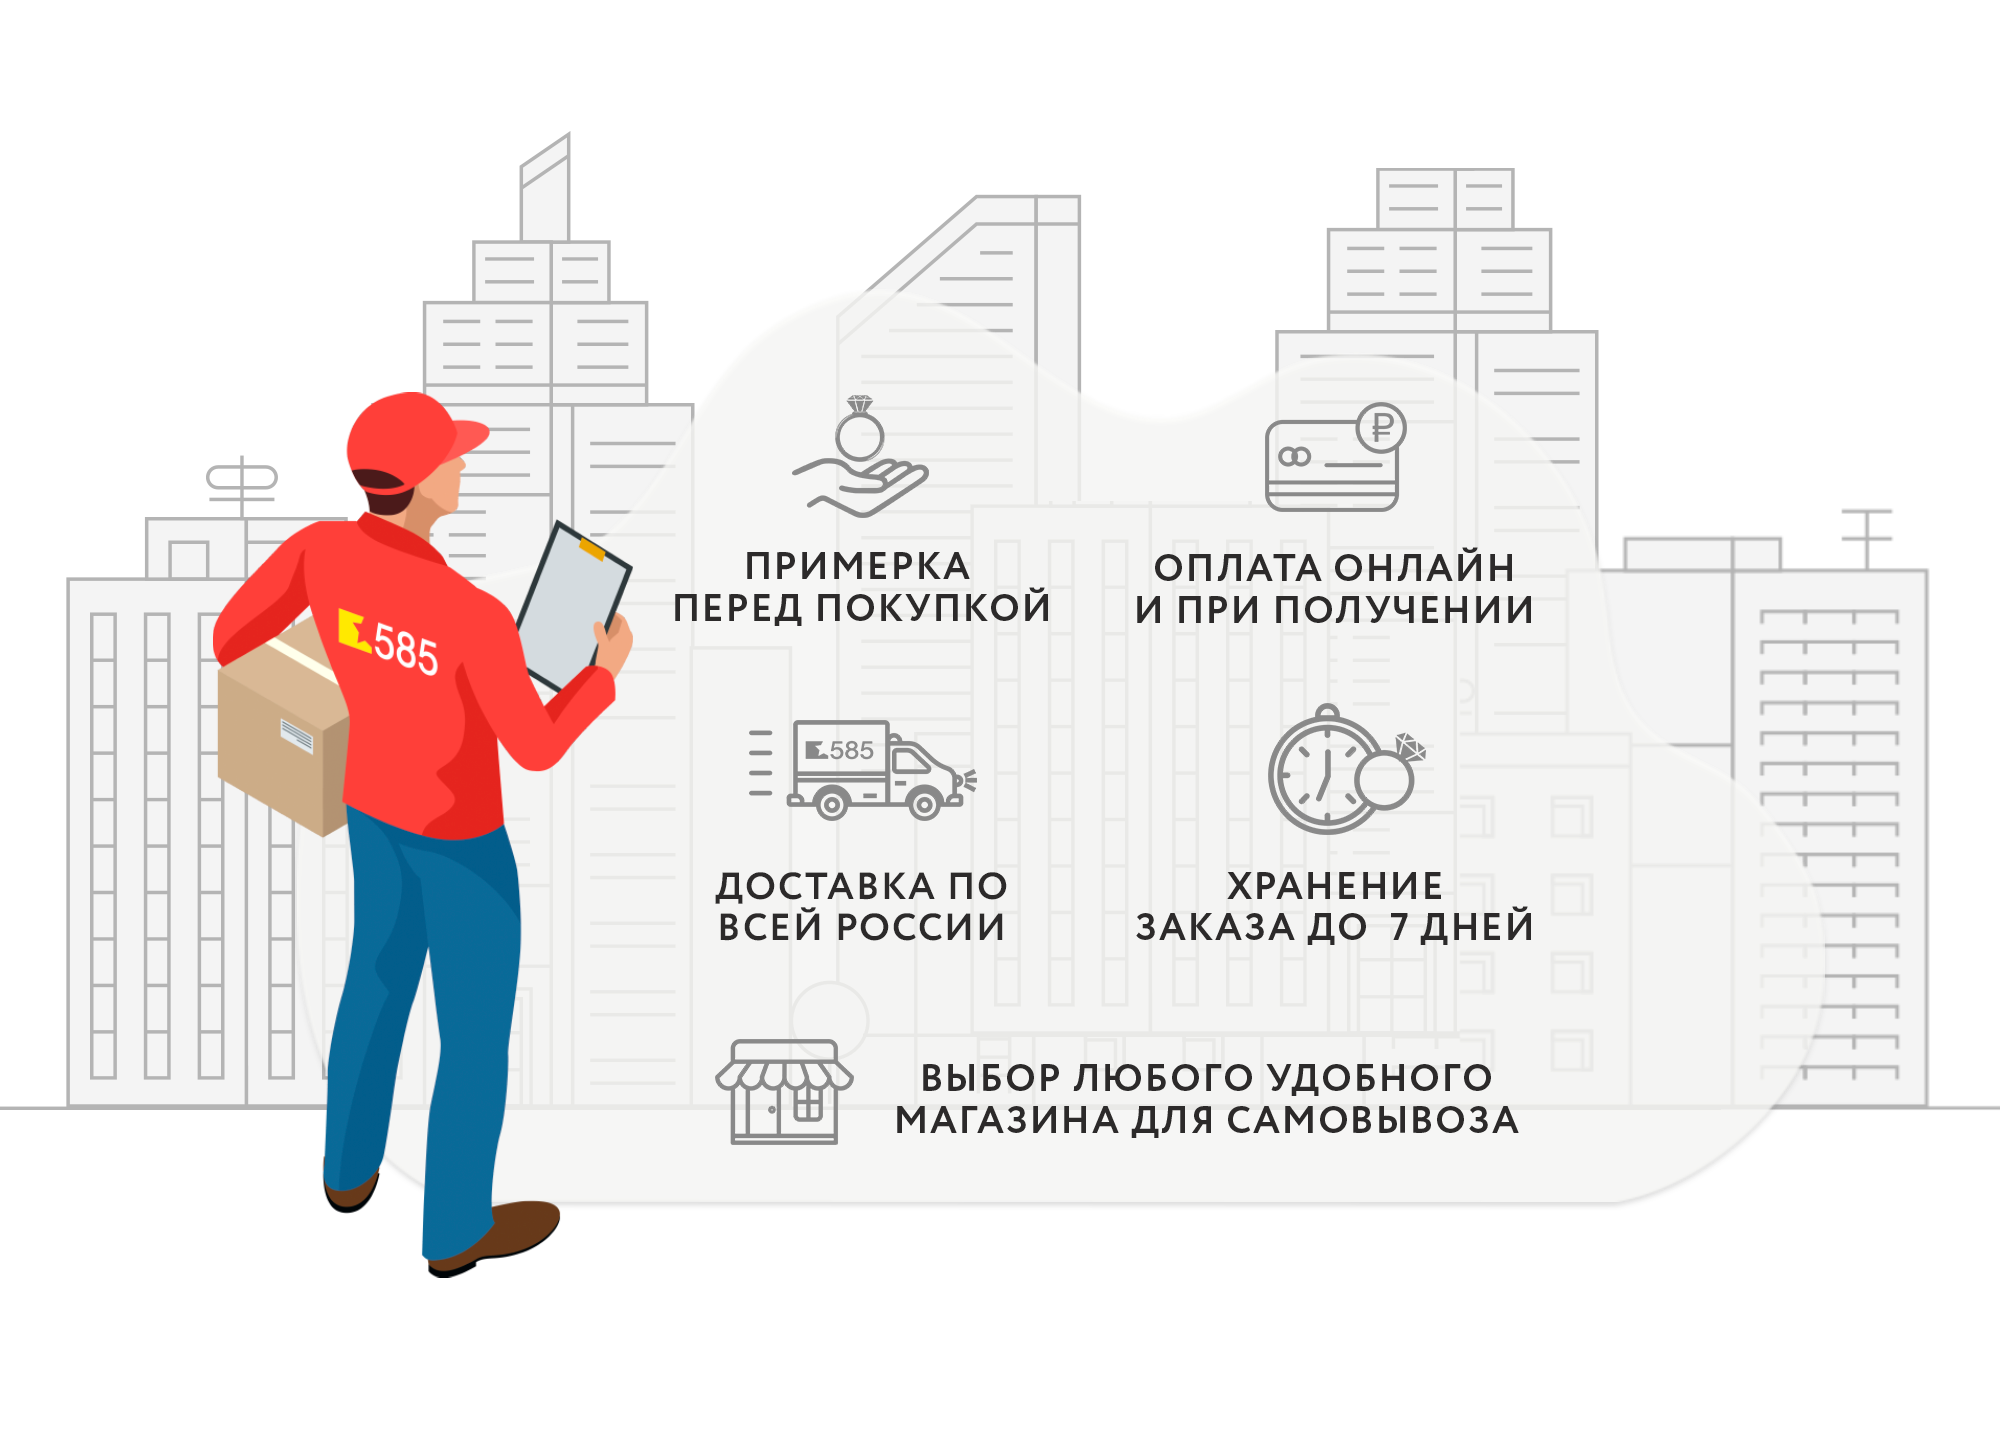 ПРИМЕРКА
ПЕРЕД ПОКУПКОЙ
ОПЛАТА ОНЛАЙН
И ПРИ ПОЛУЧЕНИИ
585
585
ДОСТАВКА ПО
ВСЕЙ РОССИИ
ХРАНЕНИЕ
ЗАКАЗА ДО 7 ДНЕЙ
ВЫБОР ЛЮБОГО УДОБНОГО
МАГАЗИНА ДЛЯ САМОВЫВОЗА